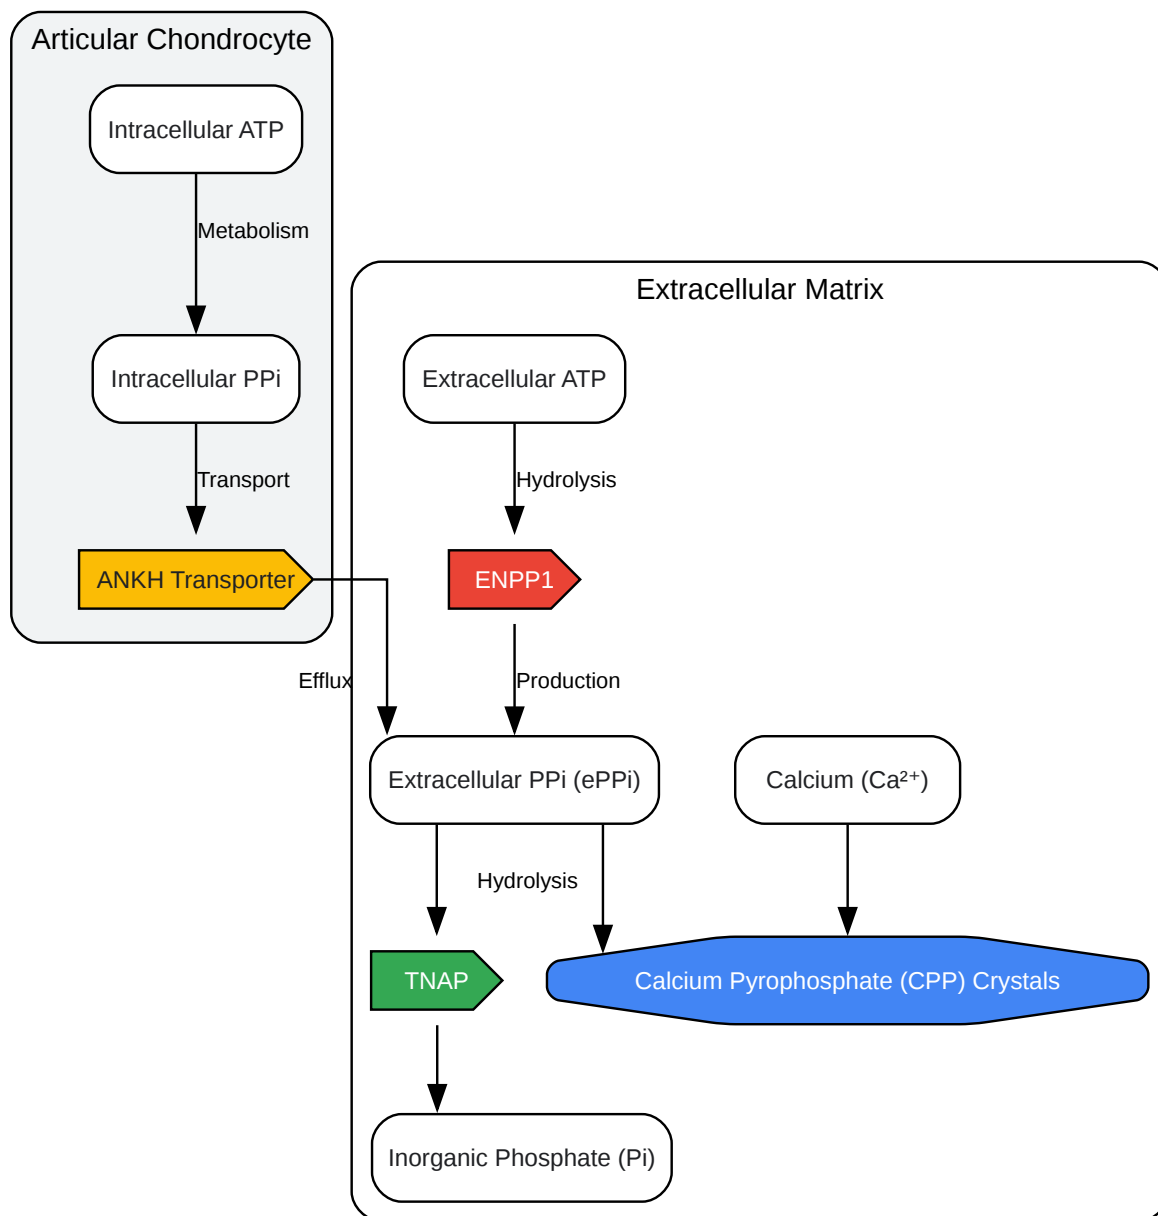 Articular Chondrocyte
Intracellular ATP
Metabolism
Intracellular PPi
Transport
ANKH Transporter
Efflux
Extracellular Matrix
Extracellular ATP
Hydrolysis
ENPP1
Production
Extracellular PPi (ePPi)
Calcium (Ca²⁺)
Hydrolysis
TNAP
Calcium Pyrophosphate (CPP) Crystals
Inorganic Phosphate (Pi)